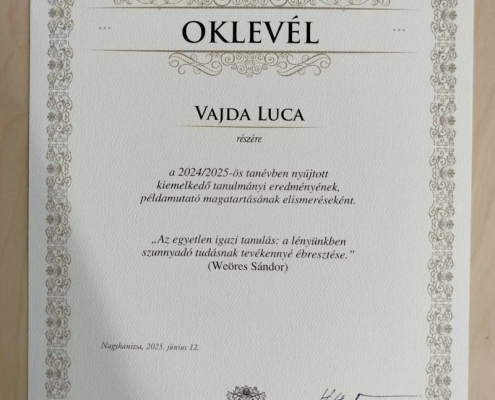 OKLEVÉL
VAJDA LUCA
részére
a 2024/2025-ös tanévben nyújtott
kiemelkedő tanulmányi eredményének,
példamutató magatartásának elismeréseként.
„Az egyetlen igazi tanulás: a lényünkben
szunnyadó tudásnak tevékennyé ébresztése.”
(Weöres Sándor)
Nagykanizsa, 2025. június 12.